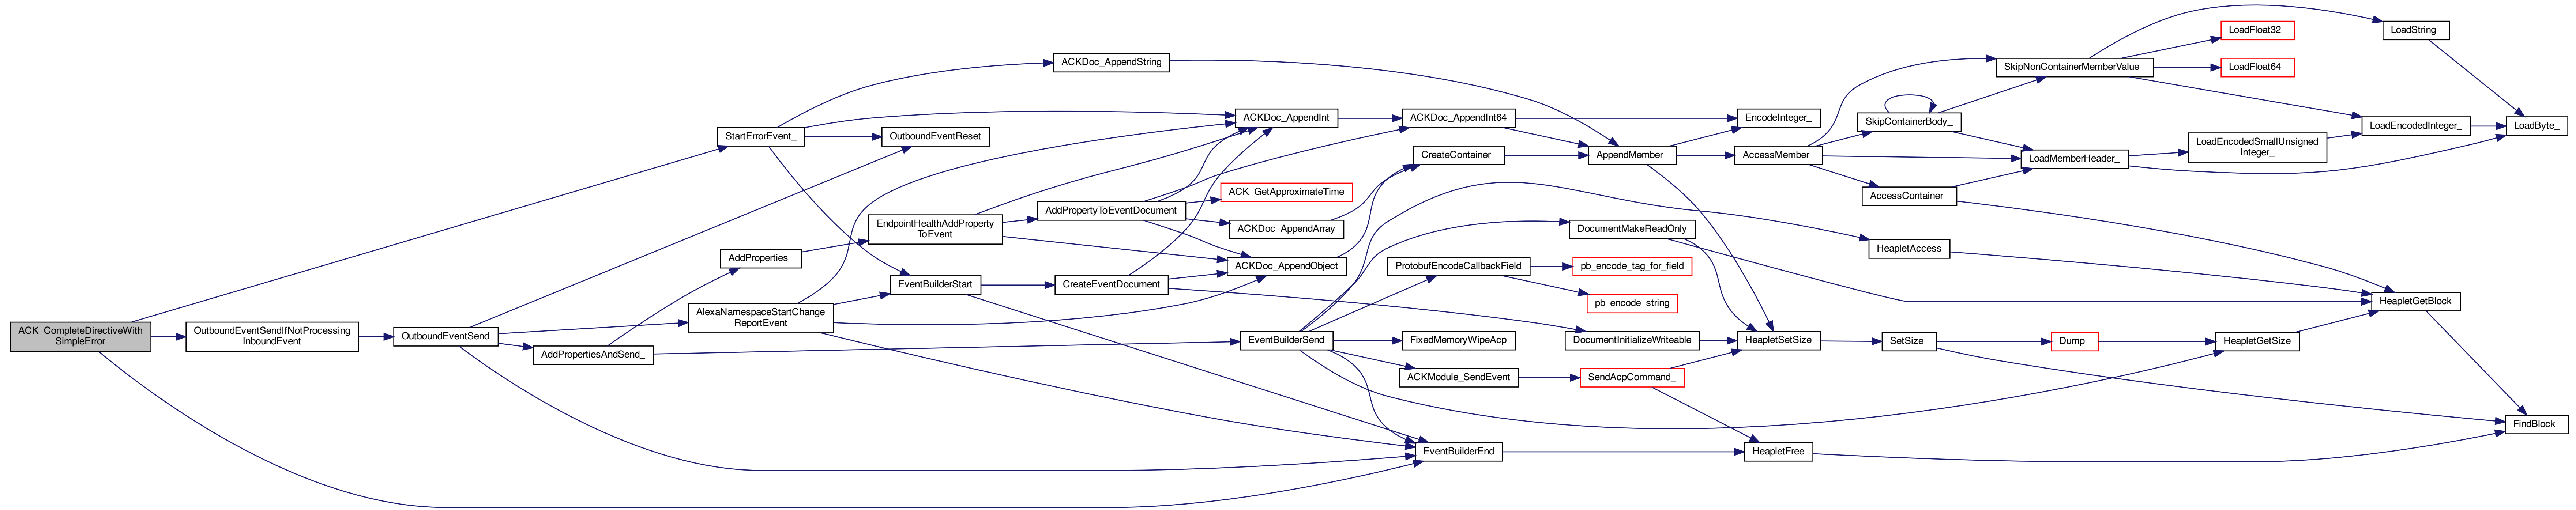 ACK_CompleteDirectiveWith
SimpleError
OutboundEventSendIfNotProcessing
InboundEvent
OutboundEventSend
AddPropertiesAndSend_
StartErrorEvent_
AddProperties_
AlexaNamespaceStartChange
ReportEvent
OutboundEventReset
EndpointHealthAddProperty
ToEvent
EventBuilderStart
ACKDoc_AppendString
AddPropertyToEventDocument
CreateEventDocument
ACKDoc_AppendInt
ACK_GetApproximateTime
ACKDoc_AppendArray
ACKDoc_AppendObject
EventBuilderSend
ACKDoc_AppendInt64
CreateContainer_
ProtobufEncodeCallbackField
FixedMemoryWipeAcp
ACKModule_SendEvent
EventBuilderEnd
AppendMember_
DocumentMakeReadOnly
pb_encode_tag_for_field
pb_encode_string
DocumentInitializeWriteable
SendAcpCommand_
EncodeInteger_
AccessMember_
HeapletSetSize
HeapletFree
SkipContainerBody_
AccessContainer_
HeapletAccess
SetSize_
SkipNonContainerMemberValue_
LoadMemberHeader_
Dump_
LoadFloat32_
LoadFloat64_
LoadEncodedSmallUnsigned
Integer_
HeapletGetSize
LoadString_
LoadEncodedInteger_
HeapletGetBlock
LoadByte_
FindBlock_